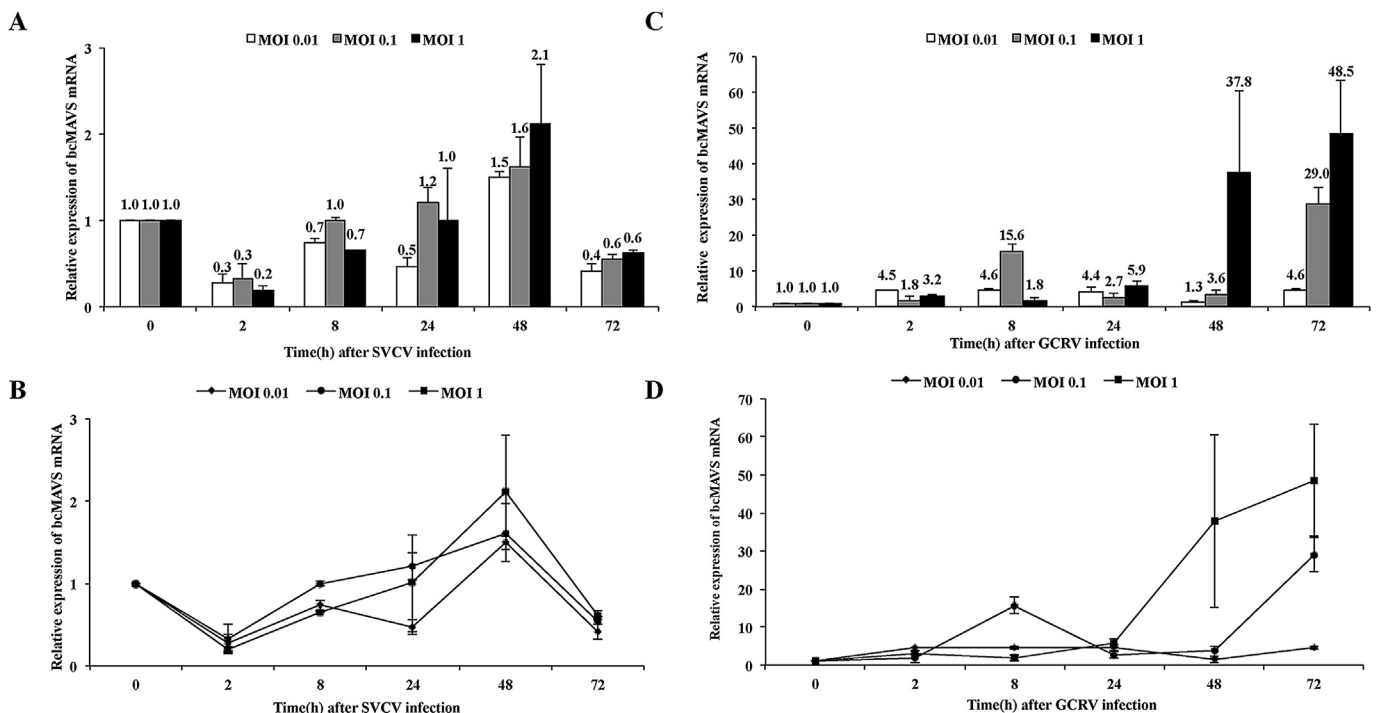 A
MOI 0.01 MOI 0.1 MOI 1
Relative expression of bcMAVS mRNA
3
2
1
0
1.0 1.0 1.0
0.3 0.3 0.2
0.7 1.0 0.7
0.5 1.2 1.0
1.5 1.6 2.1
0.4 0.6 0.6
0 2 8 24 48 72
Time(h) after SVCV infection
C
MOI 0.01 MOI 0.1 MOI 1
Relative expression of bcMAVS mRNA
70
60
50
40
30
20
10
0
1.0 1.0 1.0
4.5 1.8 3.2
4.6 15.6 1.8
4.4 2.7 5.9
1.3 3.6 37.8
4.6 29.0 48.5
0 2 8 24 48 72
Time(h) after GCRV infection
B
MOI 0.01 MOI 0.1 MOI 1
Relative expression of bcMAVS mRNA
3
2
1
0
0 2 8 24 48 72
Time(h) after SVCV infection
D
MOI 0.01 MOI 0.1 MOI 1
Relative expression of bcMAVS mRNA
70
60
50
40
30
20
10
0
0 2 8 24 48 72
Time(h) after GCRV infection